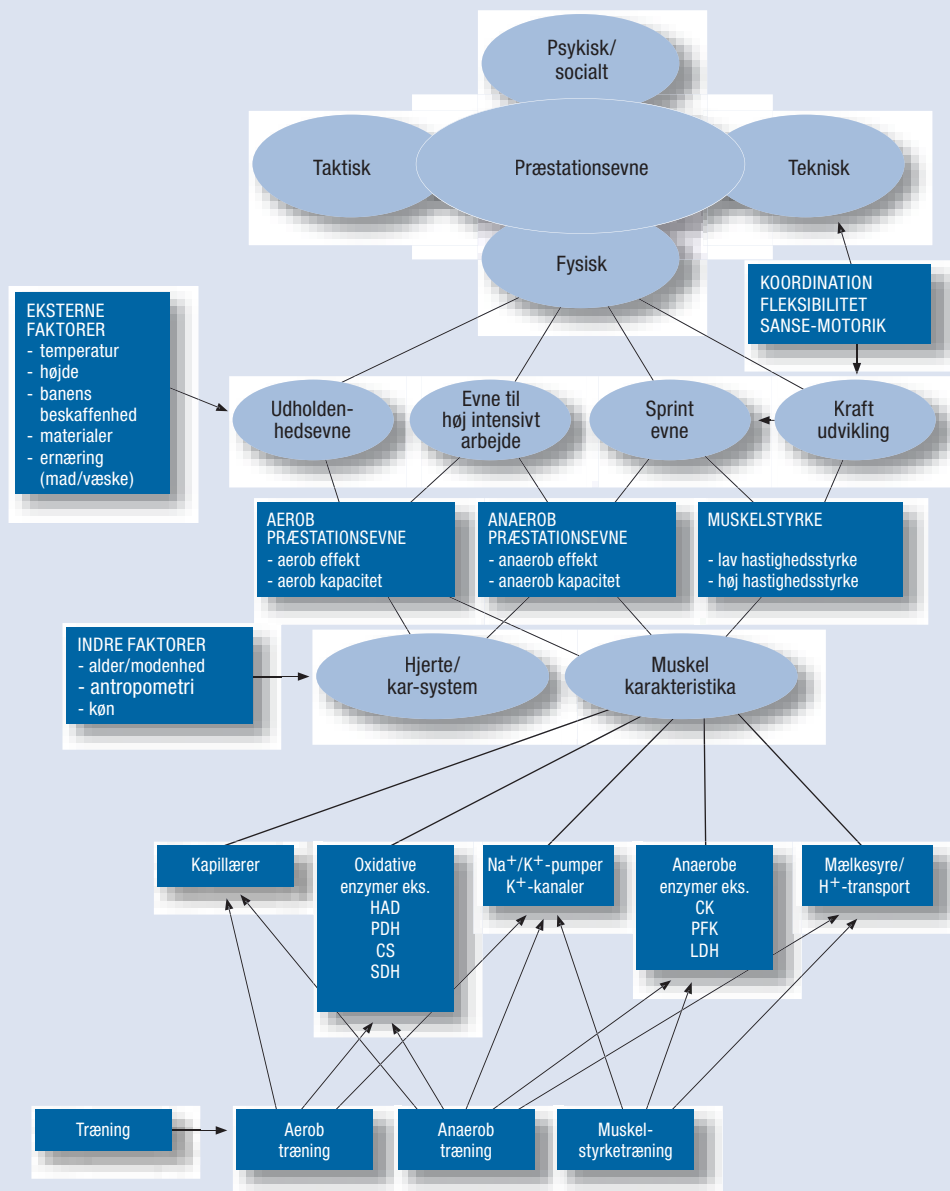 Psykisk/
socialt
Taktisk
Præstationsevne
Teknisk
Fysisk
KOORDINATION
FLEKSIBILITET
SANSE-MOTORIK
EKSTERNE
FAKTORER
- temperatur
- højde
- banens
beskaffenhed
- materialer
- ernæring
(mad/væske)
Udholden-
hedsevne
Evne til
høj intensivt
arbejde
Sprint
evne
Kraft
udvikling
AEROB
PRÆSTATIONSEVNE
- aerob effekt
- aerob kapacitet
ANAEROB
PRÆSTATIONSEVNE
- anaerob effekt
- anaerob kapacitet
MUSKELSTYRKE
- lav hastighedsstyrke
- høj hastighedsstyrke
INDRE FAKTORER
- alder/modenhed
- antropometri
- køn
Hjerte/
kar-system
Muskel
karakteristika
Kapillærer
Oxidative
enzymer eks.
HAD
PDH
CS
SDH
Na+/K+-pumper
K+-kanaler
Anaerobe
enzymer eks.
CK
PFK
LDH
Mælkesyre/
H+-transport
Træning
Aerob
træning
Anaerob
træning
Muskel-
styrketræning